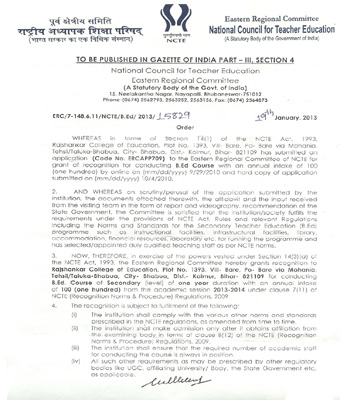 पूर्व क्षेत्रीय समिति
राष्ट्रीय अध्यापक शिक्षा परिषद्
(भारत सरकार का एक विधिक संस्थान)
NCTE
Eastern Regional Committee
National Council for Teacher Education
(A Statutory Body of the Government of India)
TO BE PUBLISHED IN GAZETTE OF INDIA PART – III, SECTION 4
National Council for Teacher Education
Eastern Regional Committee
(A Statutory Body of the Govt. of India)
15, Neelakantha Nagar, Nayapalli, Bhubaneswar-751012
Phone: (0674) 2562793, 2563252, 2563156, Fax: (0674) 2564873
ERC/7-148.6.11/NCTE/B.Ed/ 2013/ 15829 19th January, 2013
Order
WHEREAS in terms of Section 14(1) of the NCTE Act, 1993,
Rajshankar College of Education, Plot No. 1393, Vill- Bare, Po- Bare via Mohania,
Tehsil/Taluka-Bhabua, City- Bhabua, Dist.- Kaimur, Bihar- 821109 has submitted an
application (Code No. ERCAPP709) to the Eastern Regional Committee of NCTE for
grant of recognition for conducting B.Ed Course with an annual intake of 100
(one hundred) by online on (mm/dd/yyyy) 9/29/2010 and hard copy of application
submitted on (mm/dd/yyyy) 10/4/2010.
2. AND WHEREAS on scrutiny/perusal of the application submitted by the
institution, the documents attached therewith, the affidavit and the input received
from the visiting team in the form of report and videography, recommendation of the
State Government, the Committee is satisfied that the institution/society fulfils the
requirements under the provisions of NCTE Act, Rules and relevant Regulations
including the Norms and Standards for the Secondary Teacher Education (B.Ed)
programme such as instructional facilities, infrastructural facilities, library,
accommodation, financial resources, laboratory etc. for running the programme and
has selected/appointed duly qualified teaching staff as per NCTE norms.
3. NOW, THEREFORE, in exercise of the powers vested under Section 14(3)(a) of
the NCTE Act, 1993, the Eastern Regional Committee hereby grants recognition to
Rajshankar College of Education, Plot No. 1393, Vill- Bare, Po- Bare via Mohania,
Tehsil/Taluka-Bhabua, City- Bhabua, Dist.- Kaimur, Bihar- 821109 for conducting
B.Ed. Course of Secondary (level) of one year duration with an annual intake
of 100 (one hundred) from the academic session 2013-2014 under clause 7(11) of
NCTE (Recognition Norms & Procedure) Regulations, 2009
The recognition is subject to fulfillment of the following:
(i) The institution shall comply with the various other norms and standards
prescribed in the NCTE regulations, as amended from time to time.
(ii) The institution shall make admission only after it obtains affiliation from
the examining body in terms of clause 8(12) of the NCTE (Recognition
Norms & Procedure) Regulations, 2009.
(iii) The institution shall ensure that the required number of academic staff
for conducting the course is always in position.
(iv) All such other requirements as may be prescribed by other regulatory
bodies like UGC, affiliating University/ Body, the State Government etc.
as applicable.